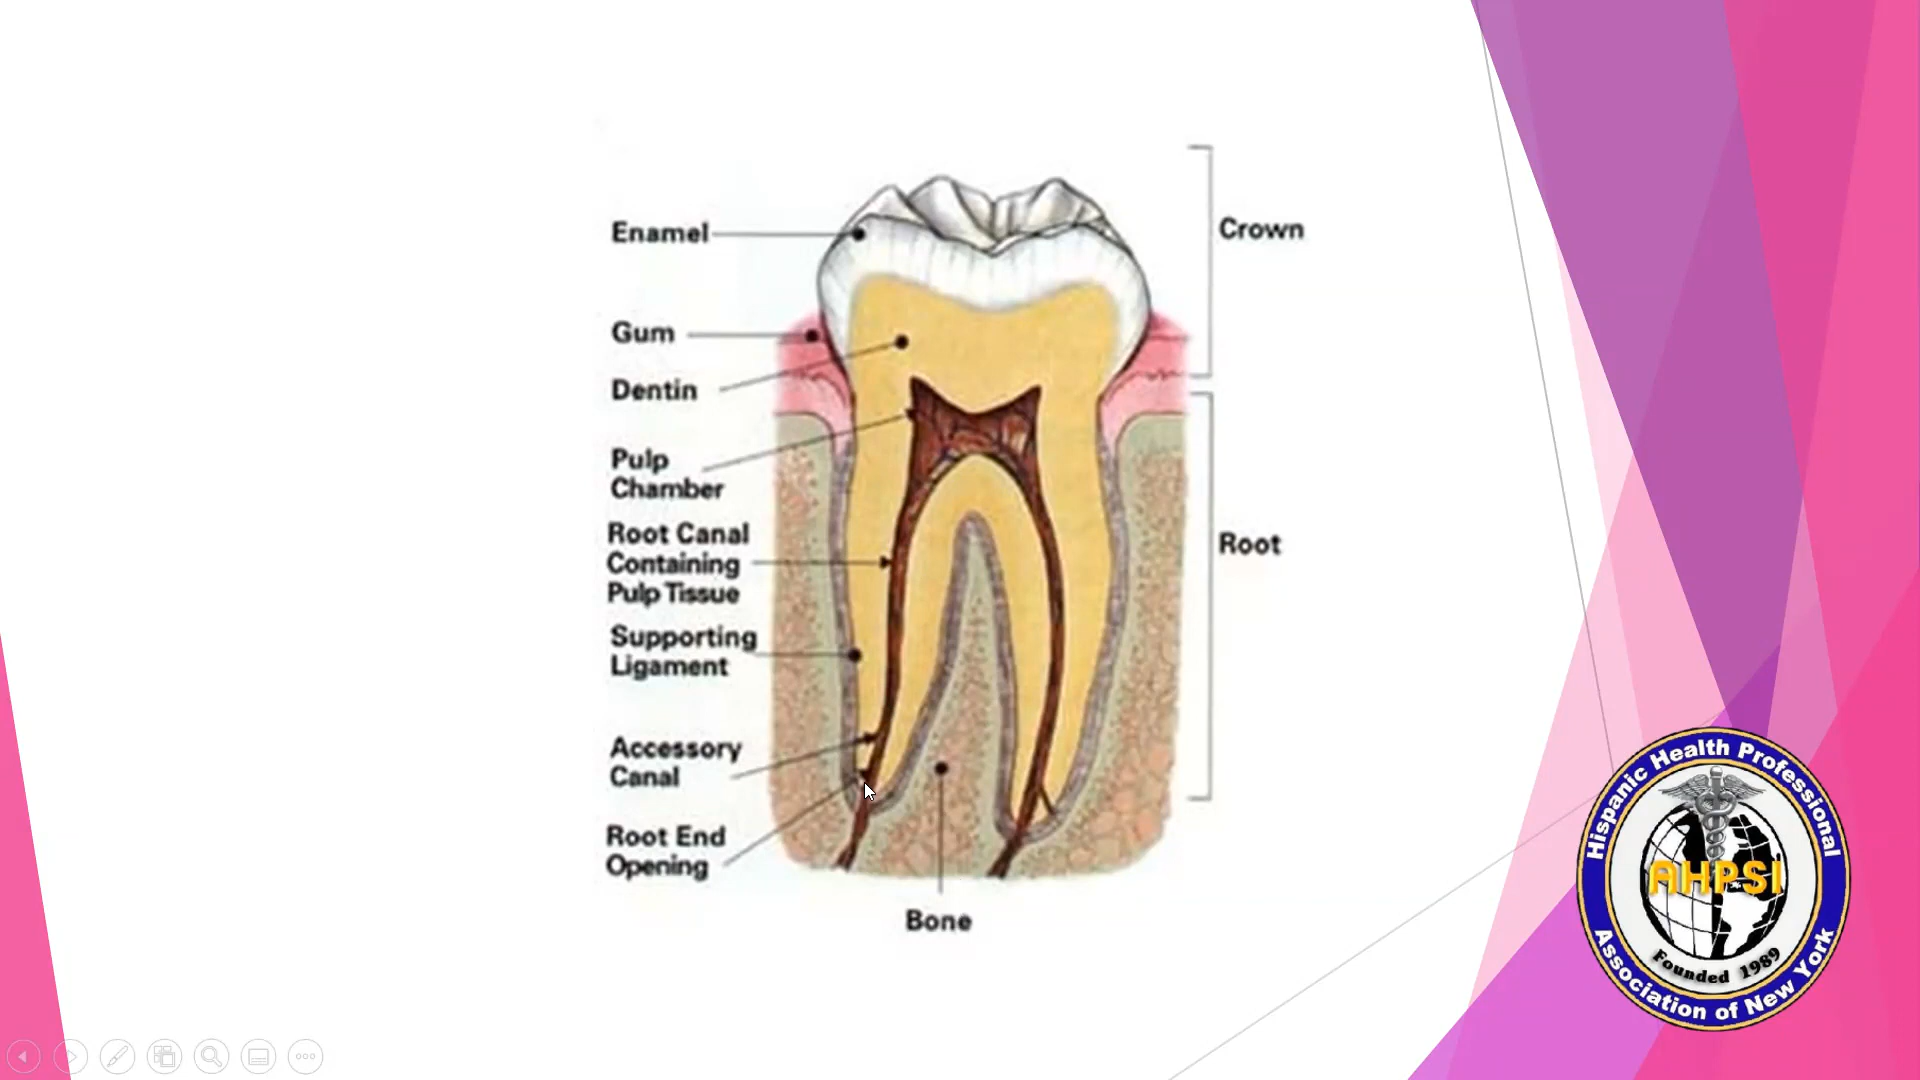 Enamel
Gum
Dentin
Pulp
Chamber
Root Canal
Containing
Pulp Tissue
Supporting
Ligament
Accessory
Canal
Root End
Opening
Bone
Crown
Root
Hispanic Health Professional
AHPSI
Founded 1989
Association of New York